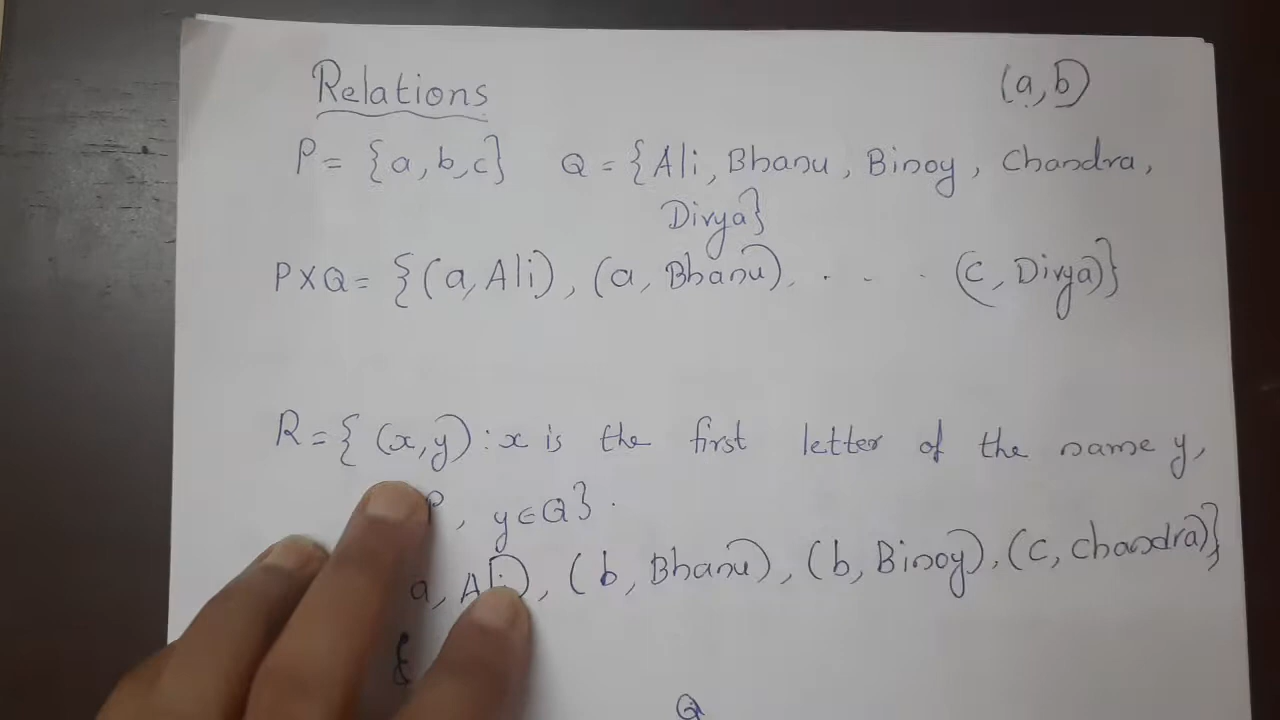 Relations (a,b)
P = {a, b, c} Q = {Ali, Bhanu, Binoy, Chandra,
Divya}
P X Q = {(a, Ali), (a, Bhanu), . . . (c, Divya)}
R = { (x,y) : x is the first letter of the name y,
P, y ∈ Q}.
a, Ali), (b, Bhanu), (b, Binoy), (c, Chandra)}
{
Q